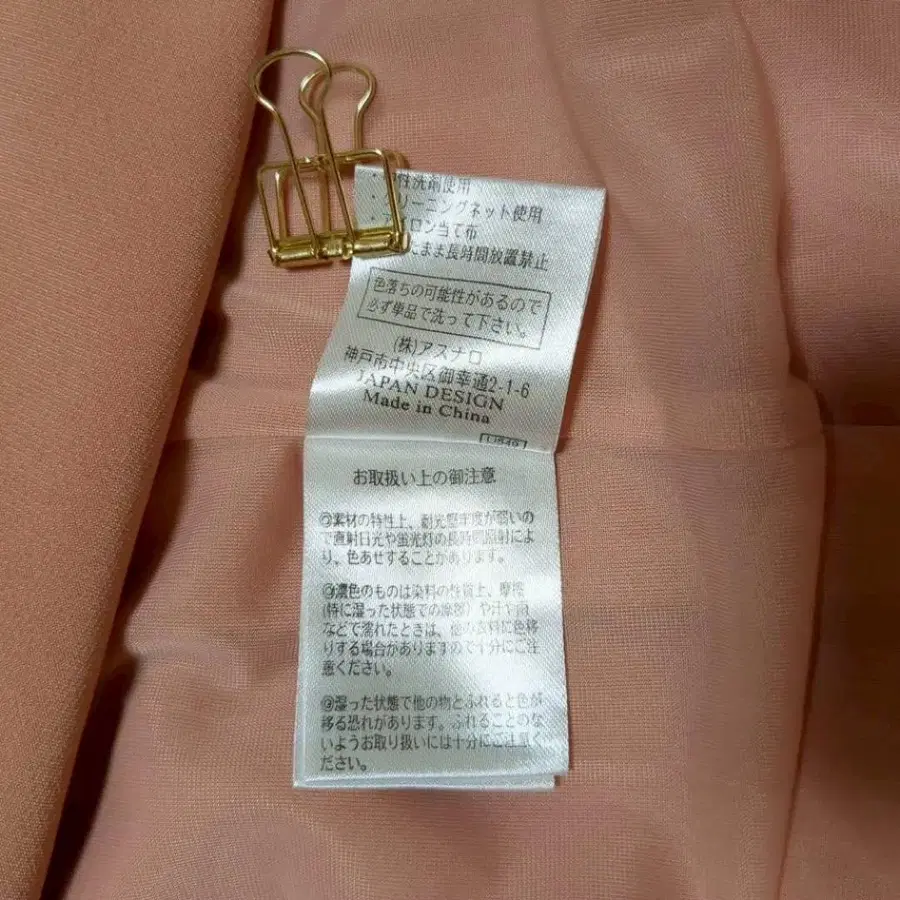 性洗剤使用
リーニングネット使用
ロン当て布
まま長時間放置禁止
色落ちの可能性があるので
必ず単品で洗って下さい。
(株)アスナロ
神戸市中央区御幸通2-1-6
JAPAN DESIGN
Made in China
お取扱い上の御注意
◎素材の特性上、耐光堅牢度が弱いの
で直射日光や蛍光灯の長時間照射によ
り、色あせすることがあります。
◎濃色のものは染料の性質上、摩擦
(特に湿った状態での摩擦)や汗や雨
などで濡れたときは、他の衣料に色移
りする場合がありますので十分にご注
意ください。
◎湿った状態で他の物とふれると色が
移る恐れがあります。ふれることのな
いようお取り扱いには十分にご注意く
ださい。